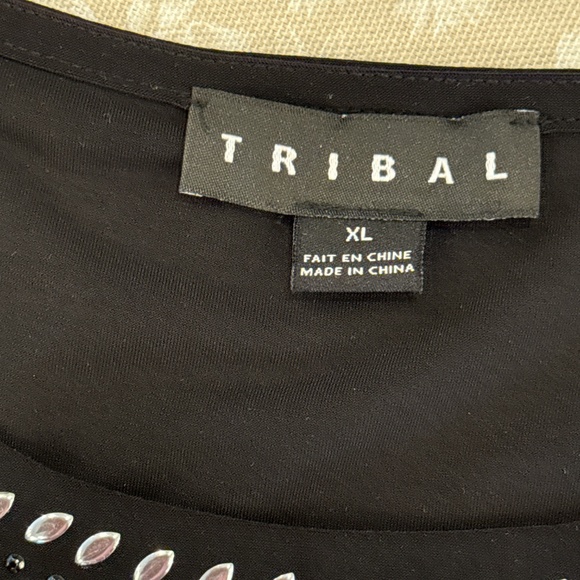 TRIBAL
XL
FAIT EN CHINE
MADE IN CHINA